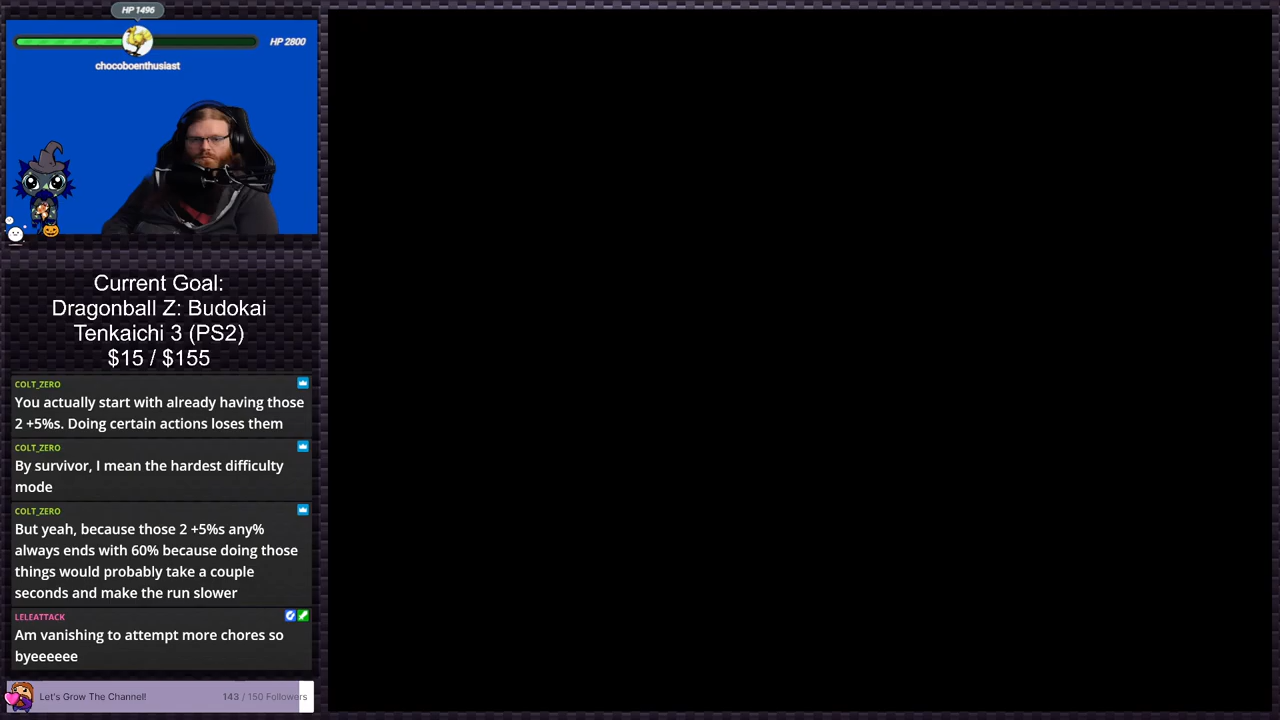 HP 1496
HP 2800
chocoboenthusiast
Current Goal:
Dragonball Z: Budokai
Tenkaichi 3 (PS2)
$15 / $155
COLT_ZERO
You actually start with already having those
2 +5%s. Doing certain actions loses them
COLT_ZERO
By survivor, I mean the hardest difficulty
mode
COLT_ZERO
But yeah, because those 2 +5%s any%
always ends with 60% because doing those
things would probably take a couple
seconds and make the run slower
LELEATTACK
Am vanishing to attempt more chores so
byeeeeee
Let's Grow The Channel! 143 / 150 Followers